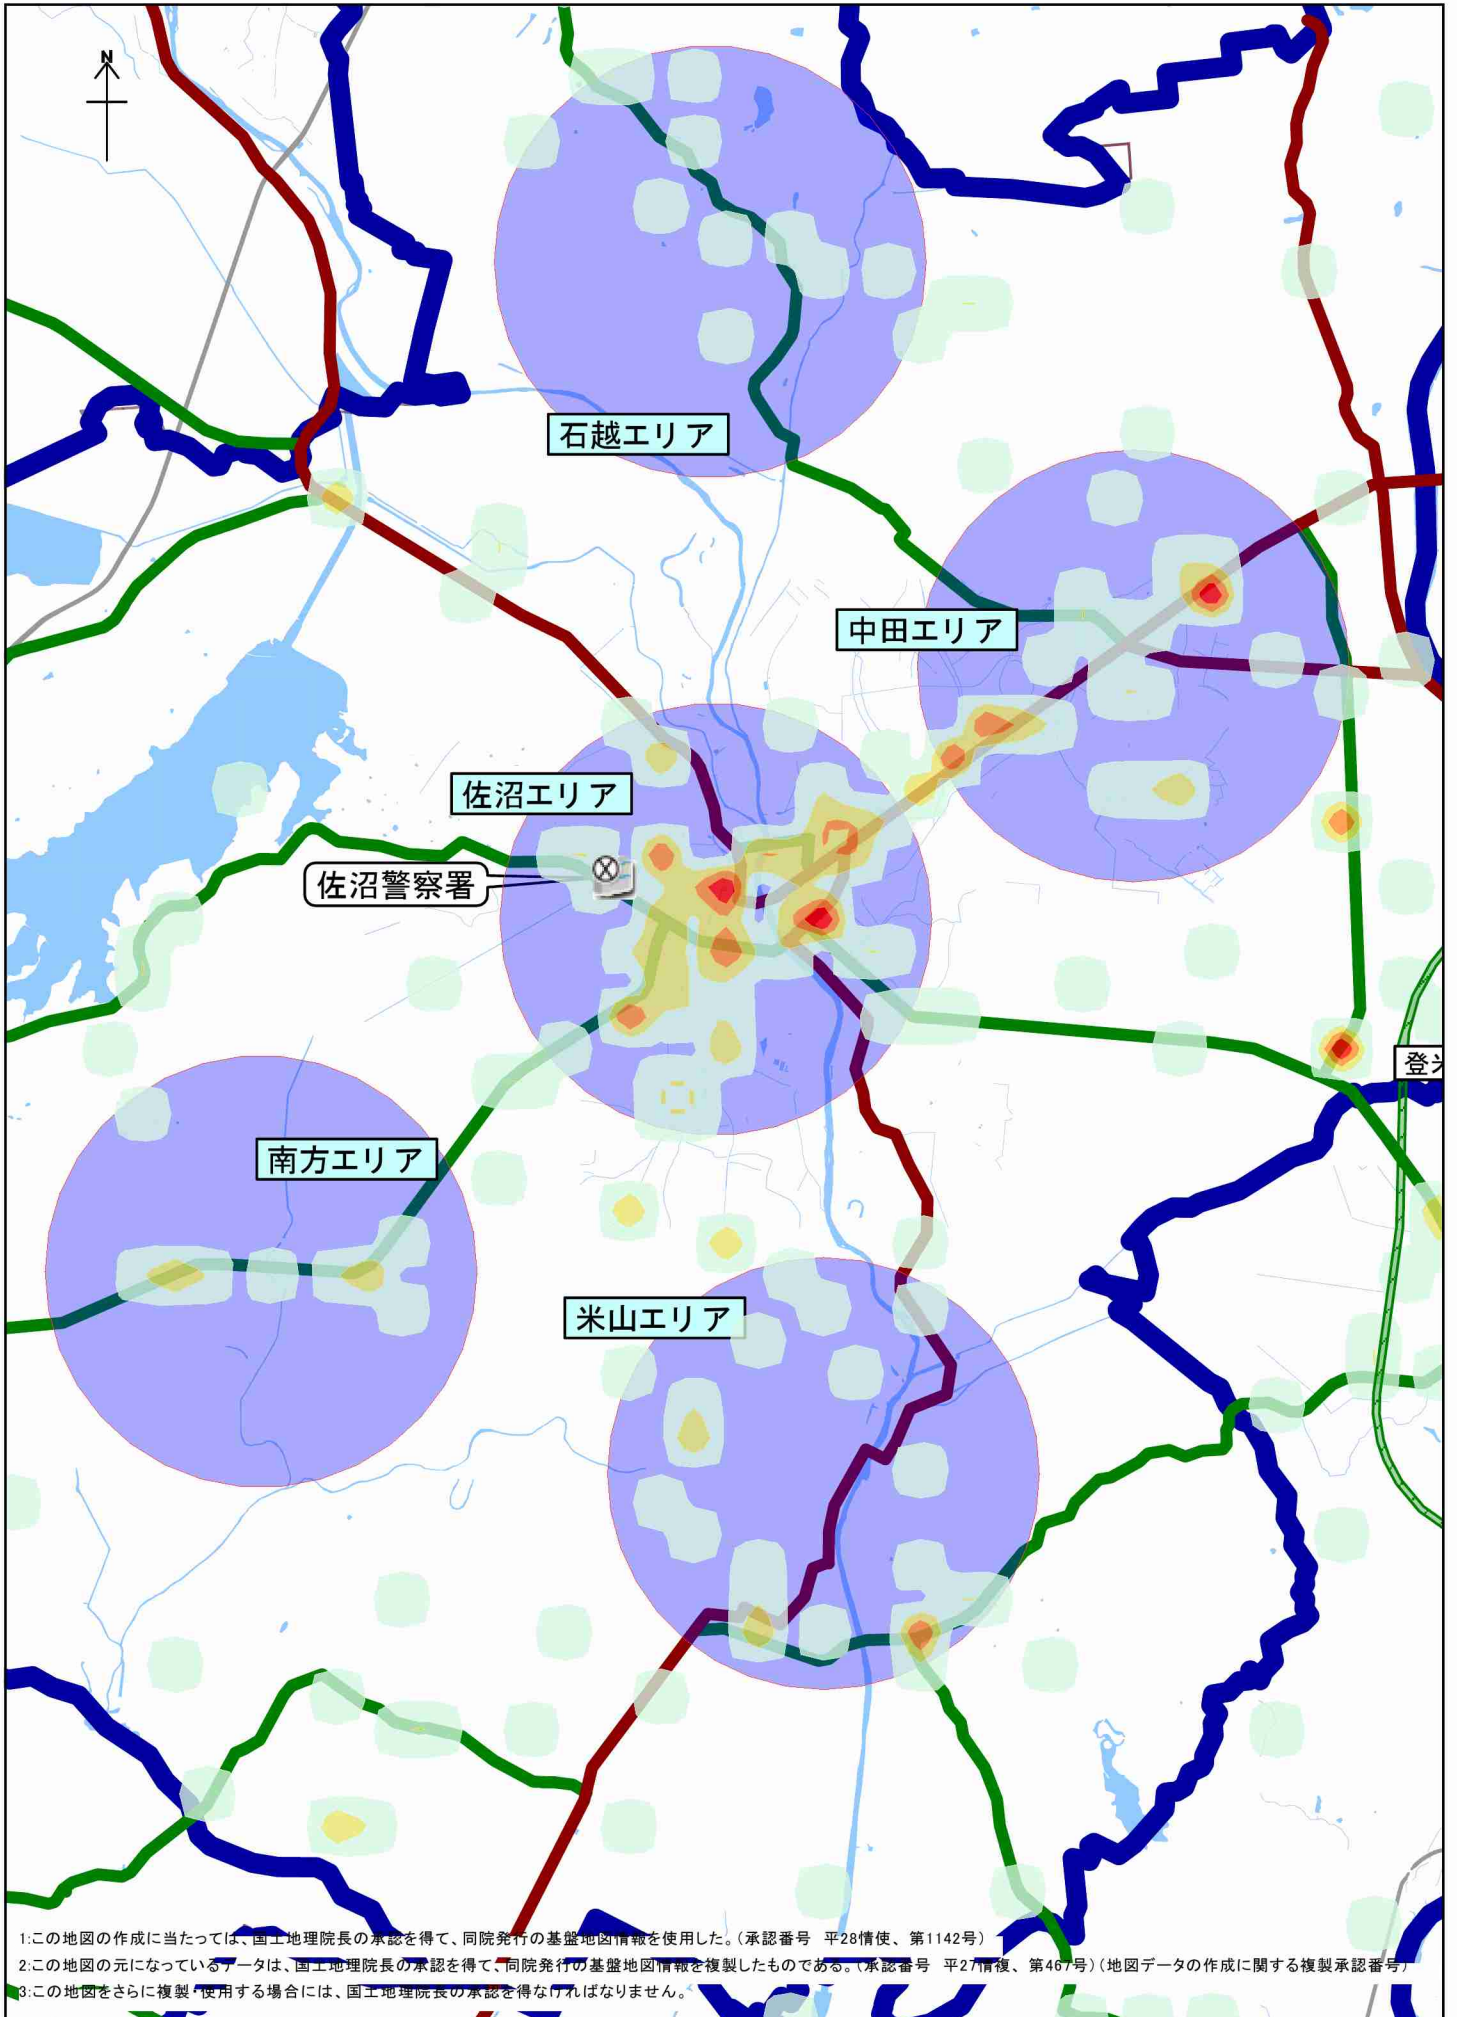 N
石越エリア
中田エリア
佐沼エリア
佐沼警察署
登米
南方エリア
米山エリア
1:この地図の作成に当たっては、国土地理院長の承認を得て、同院発行の基盤地図情報を使用した。（承認番号 平28情使、第1142号）
2:この地図の元になっているデータは、国土地理院長の承認を得て、同院発行の基盤地図情報を複製したものである。（承認番号 平27情複、第467号）（地図データの作成に関する複製承認番号）
3:この地図をさらに複製・使用する場合には、国土地理院長の承認を得なければなりません。